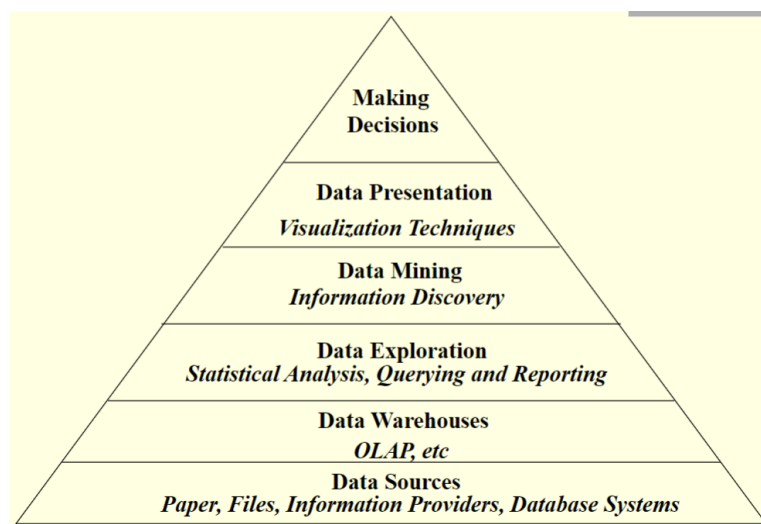 Making
Decisions
Data Presentation
Visualization Techniques
Data Mining
Information Discovery
Data Exploration
Statistical Analysis, Querying and Reporting
Data Warehouses
OLAP, etc
Data Sources
Paper, Files, Information Providers, Database Systems